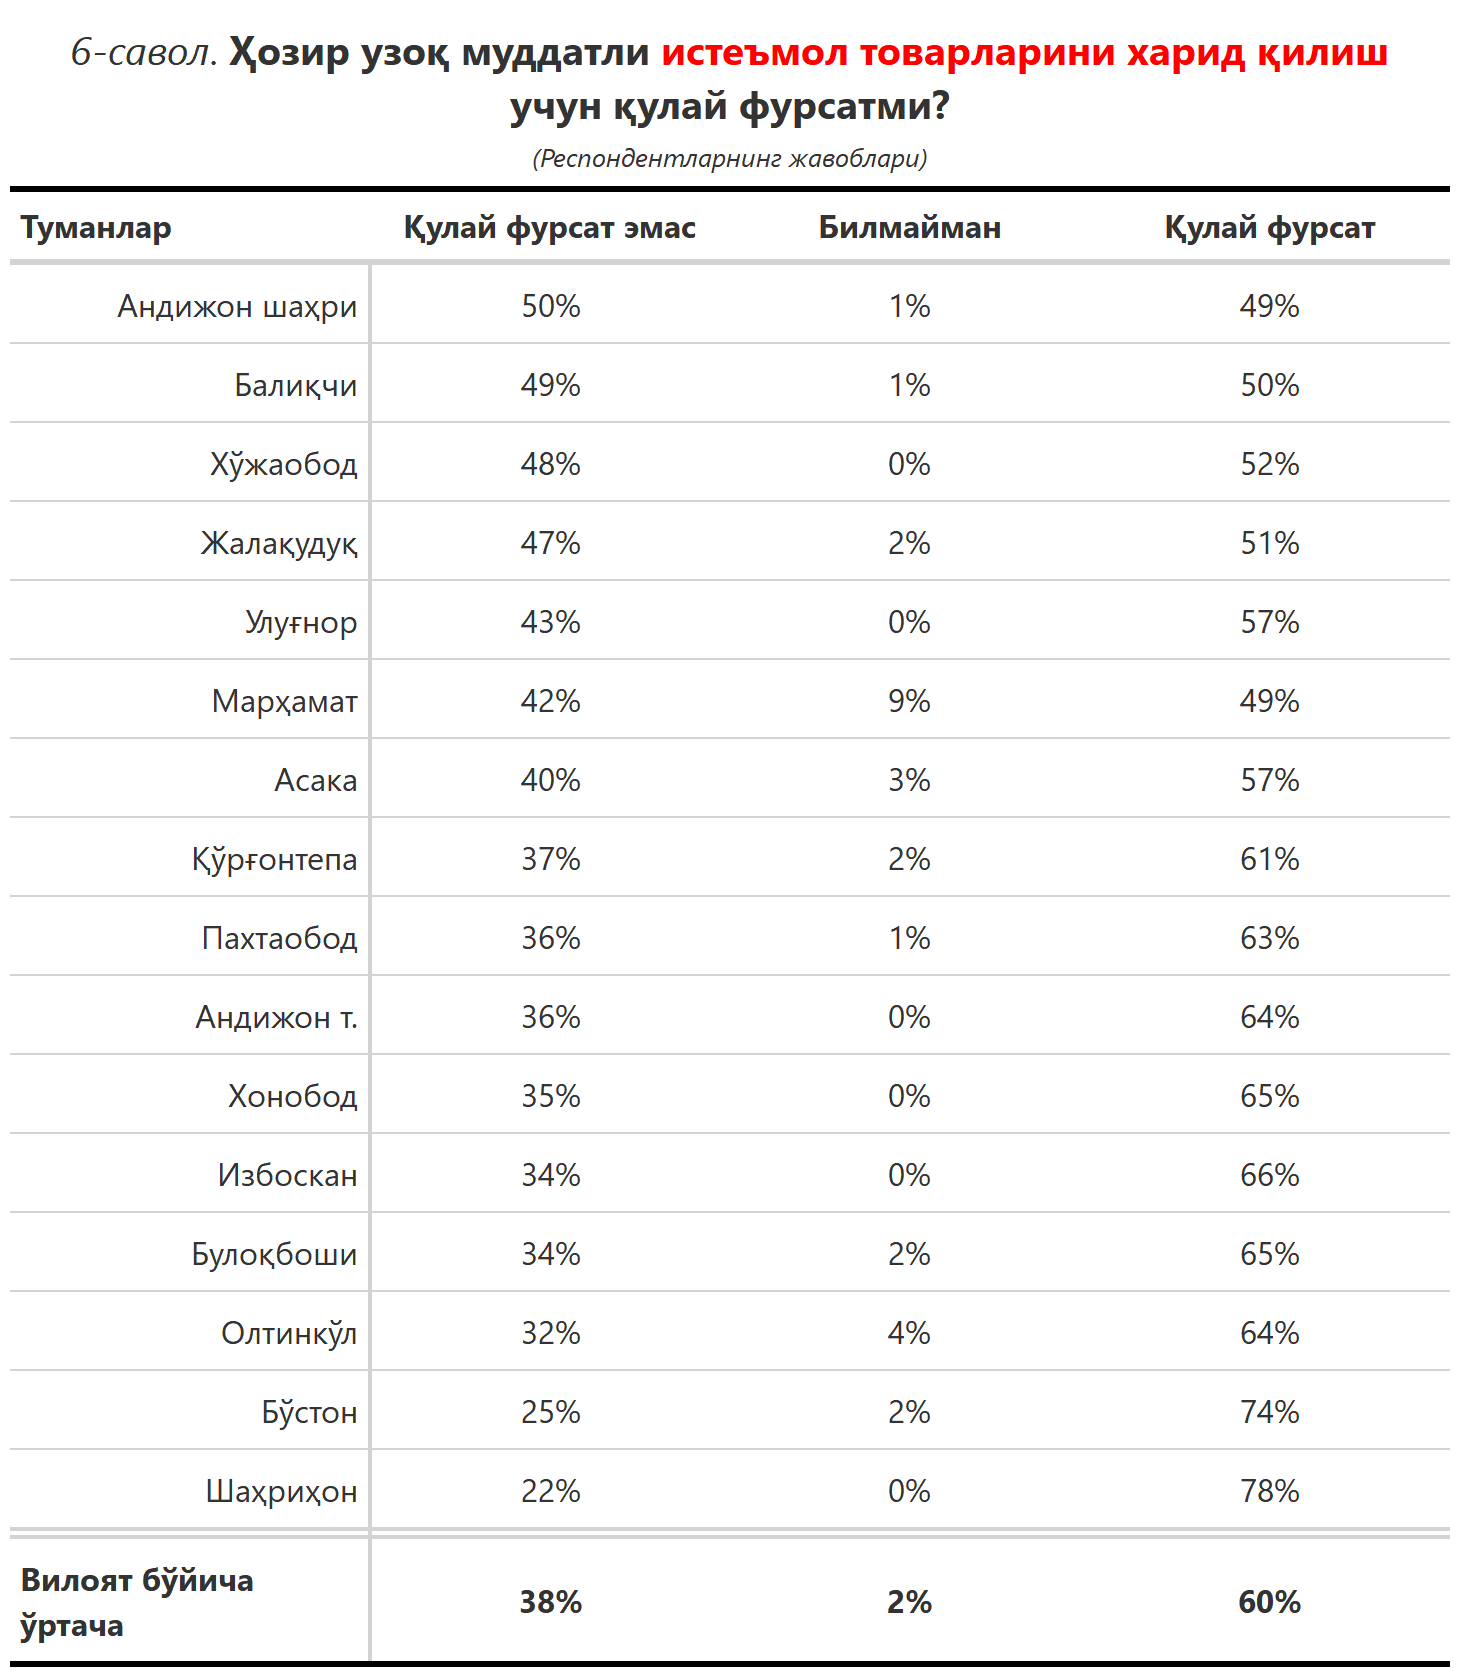 6-савол. Ҳозир узоқ муддатли истеъмол товарларини харид қилиш
учун қулай фурсатми?
(Респондентларнинг жавоблари)
Туманлар Қулай фурсат эмас Билмайман Қулай фурсат
Андижон шаҳри 50% 1% 49%
Балиқчи 49% 1% 50%
Хўжаобод 48% 0% 52%
Жалақудуқ 47% 2% 51%
Улуғнор 43% 0% 57%
Марҳамат 42% 9% 49%
Асака 40% 3% 57%
Қўрғонтепа 37% 2% 61%
Пахтаобод 36% 1% 63%
Андижон т. 36% 0% 64%
Хонобод 35% 0% 65%
Избоскан 34% 0% 66%
Булоқбоши 34% 2% 65%
Олтинкўл 32% 4% 64%
Бўстон 25% 2% 74%
Шаҳриҳон 22% 0% 78%
Вилоят бўйича
ўртача 38% 2% 60%